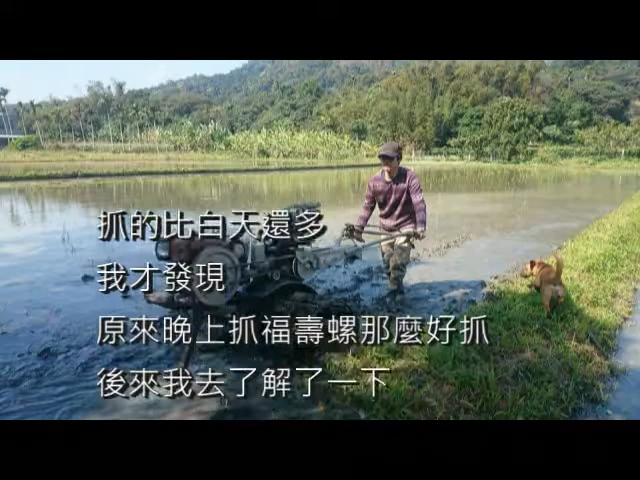 抓的比白天還多
我才發現
原來晚上抓福壽螺那麼好抓
後來我去了解了一下